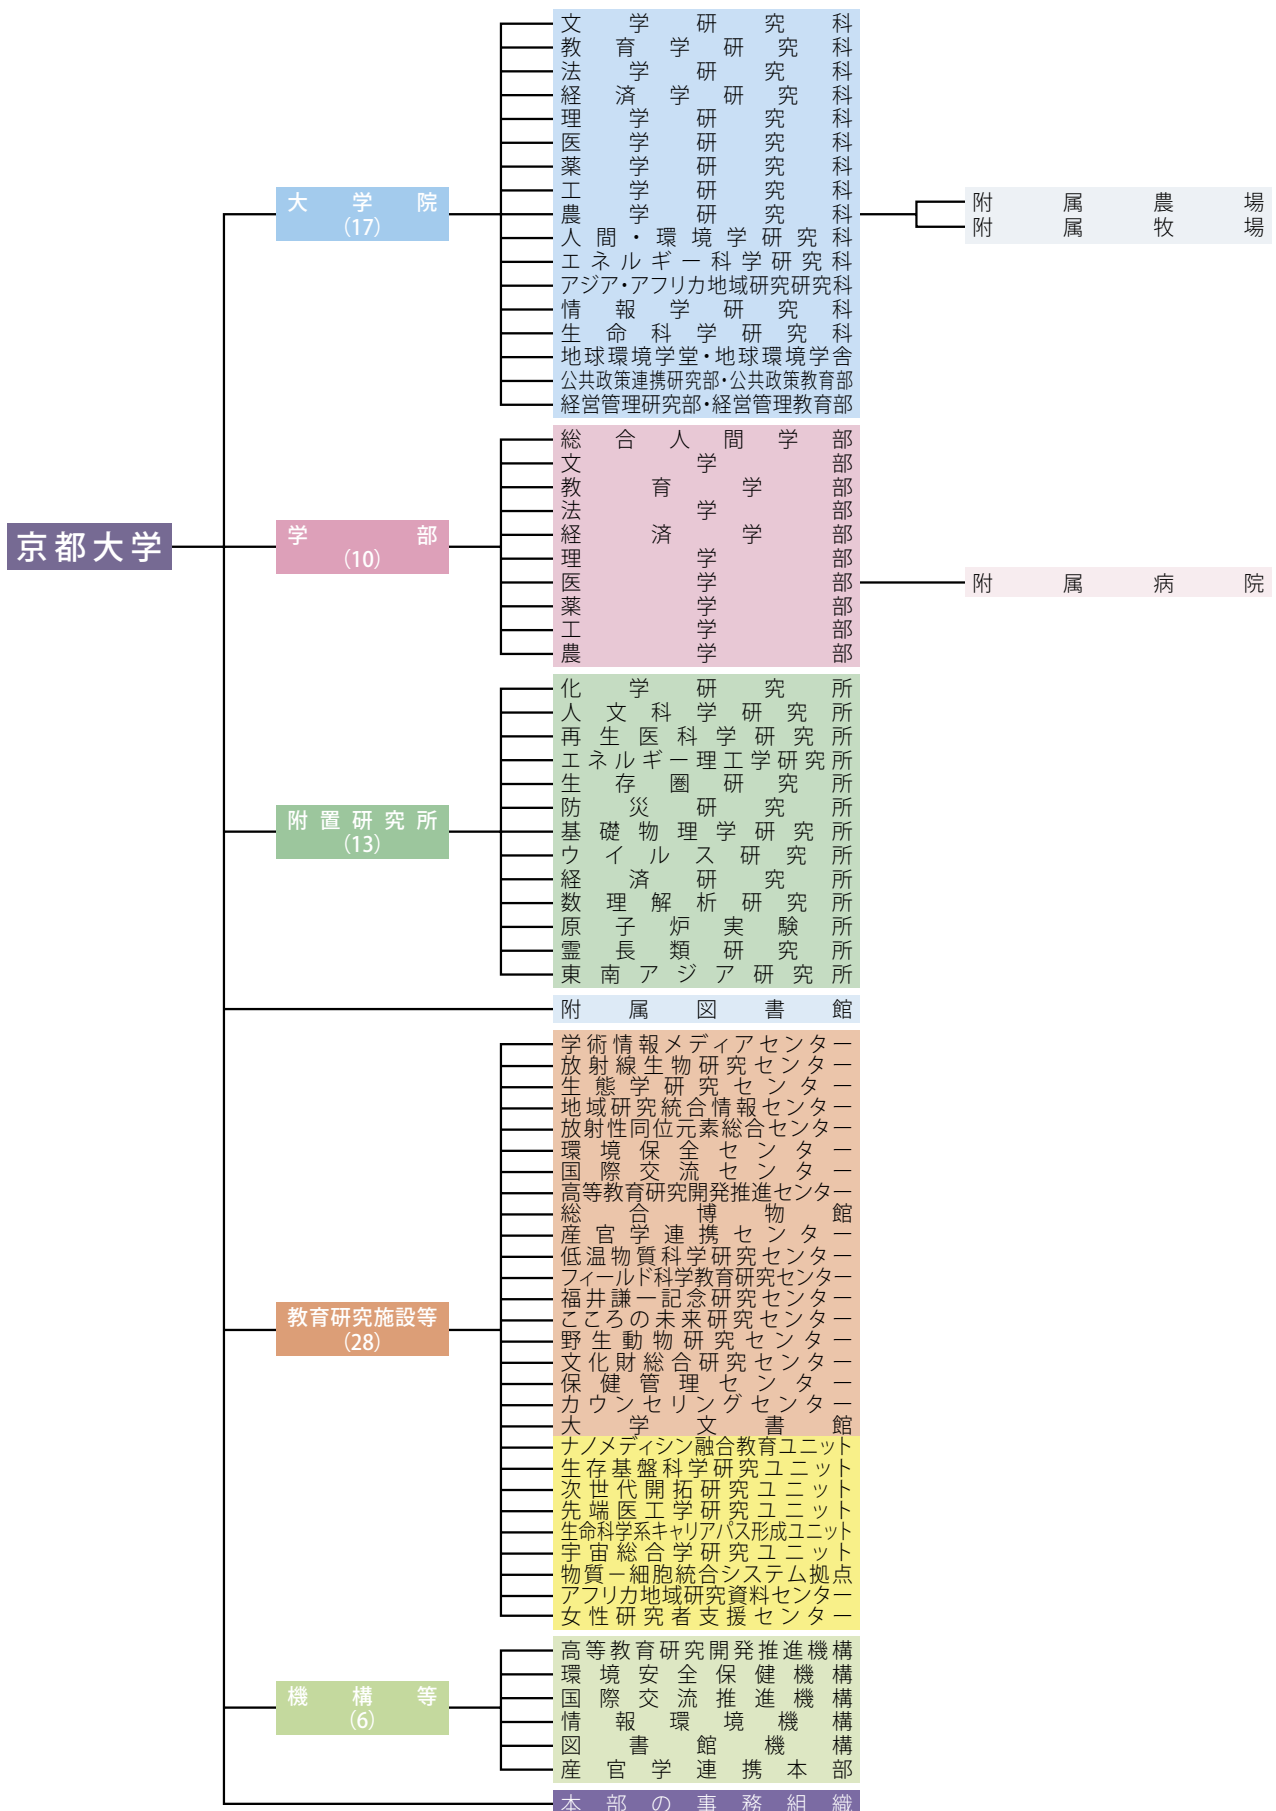 京都大学
大学院
(17)
文学研究科
教育学研究科
法学研究科
経済学研究科
理学研究科
医学研究科
薬学研究科
工学研究科
農学研究科
附属農場
附属牧場
人間・環境学研究科
エネルギー科学研究科
アジア・アフリカ地域研究研究科
情報学研究科
生命科学研究科
地球環境学堂・地球環境学舎
公共政策連携研究部・公共政策教育部
経営管理研究部・経営管理教育部
学部
(10)
総合人間学部
文学部
教育学部
法学部
経済学部
理学部
医学部
附属病院
薬学部
工学部
農学部
附置研究所
(13)
化学研究所
人文科学研究所
再生医科学研究所
エネルギー理工学研究所
生存圏研究所
防災研究所
基礎物理学研究所
ウイルス研究所
経済研究所
数理解析研究所
原子炉実験所
霊長類研究所
東南アジア研究所
附属図書館
教育研究施設等
(28)
学術情報メディアセンター
放射線生物研究センター
生態学研究センター
地域研究統合情報センター
放射性同位元素総合センター
環境保全センター
国際交流センター
高等教育研究開発推進センター
総合博物館
産官学連携センター
低温物質科学研究センター
フィールド科学教育研究センター
福井謙一記念研究センター
こころの未来研究センター
野生動物研究センター
文化財総合研究センター
保健管理センター
カウンセリングセンター
大学文書館
ナノメディシン融合教育ユニット
生存基盤科学研究ユニット
次世代開拓研究ユニット
先端医工学研究ユニット
生命科学系キャリアパス形成ユニット
宇宙総合学研究ユニット
物質－細胞統合システム拠点
アフリカ地域研究資料センター
女性研究者支援センター
機構等
(6)
高等教育研究開発推進機構
環境安全保健機構
国際交流推進機構
情報環境機構
図書館機構
産官学連携本部
本部の事務組織